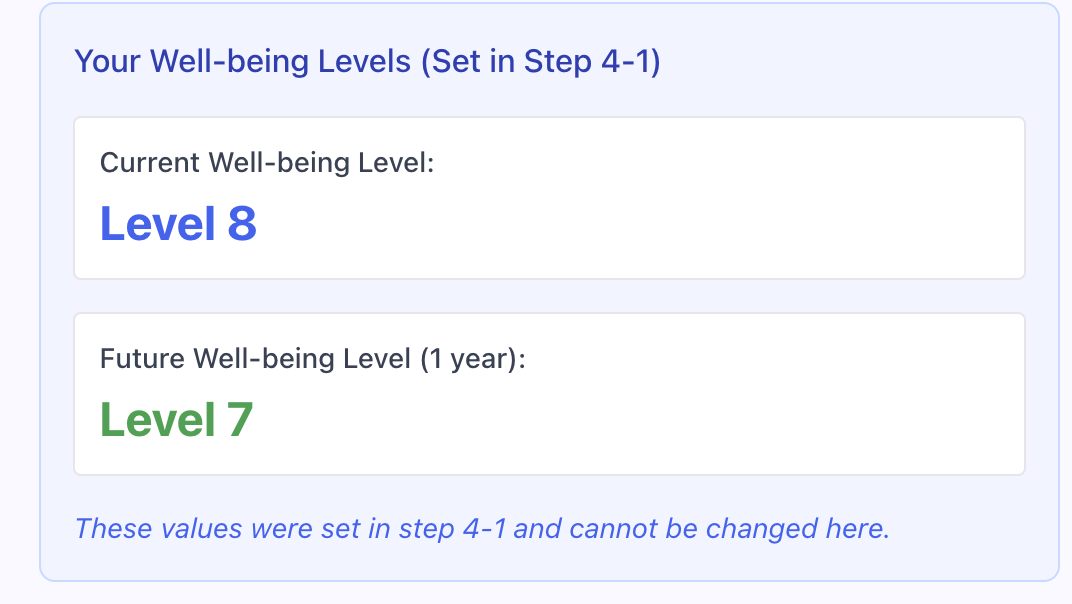 Your Well-being Levels (Set in Step 4-1)
Current Well-being Level:
Level 8
Future Well-being Level (1 year):
Level 7
These values were set in step 4-1 and cannot be changed here.